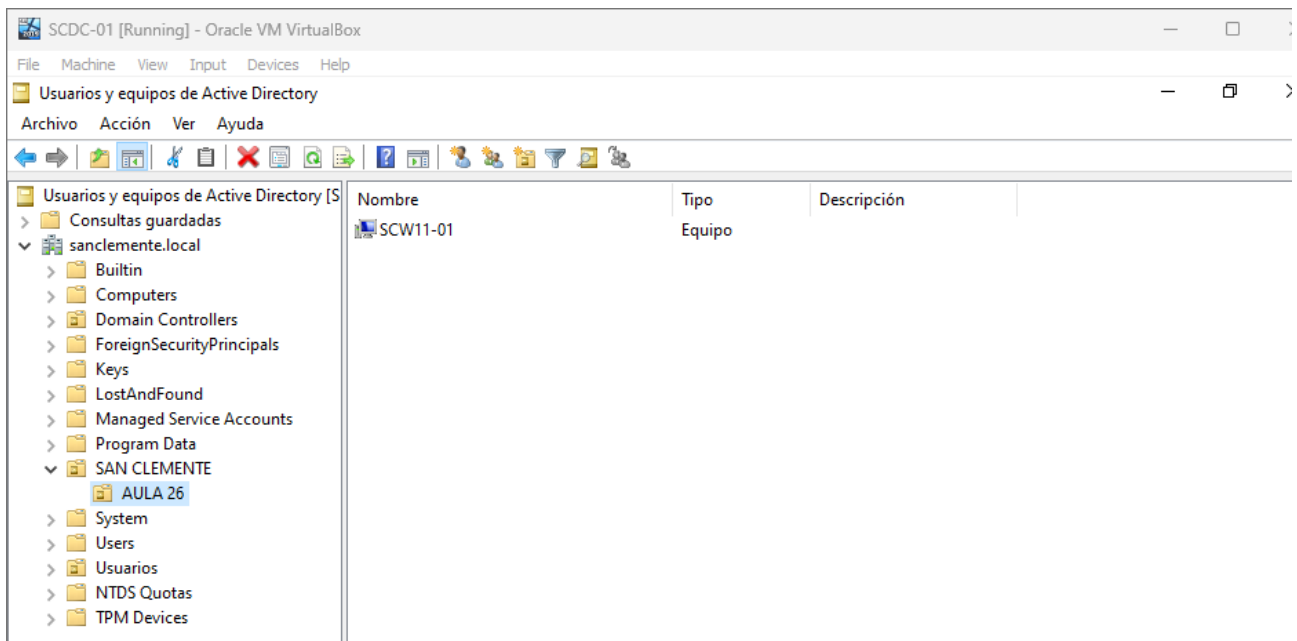 SCDC-01 [Running] - Oracle VM VirtualBox
File Machine View Input Devices Help
Usuarios y equipos de Active Directory
Archivo Acción Ver Ayuda
Usuarios y equipos de Active Directory [S
Consultas guardadas
sanclemente.local
Builtin
Computers
Domain Controllers
ForeignSecurityPrincipals
Keys
LostAndFound
Managed Service Accounts
Program Data
SAN CLEMENTE
AULA 26
System
Users
Usuarios
NTDS Quotas
TPM Devices
Nombre Tipo Descripción
SCW11-01 Equipo